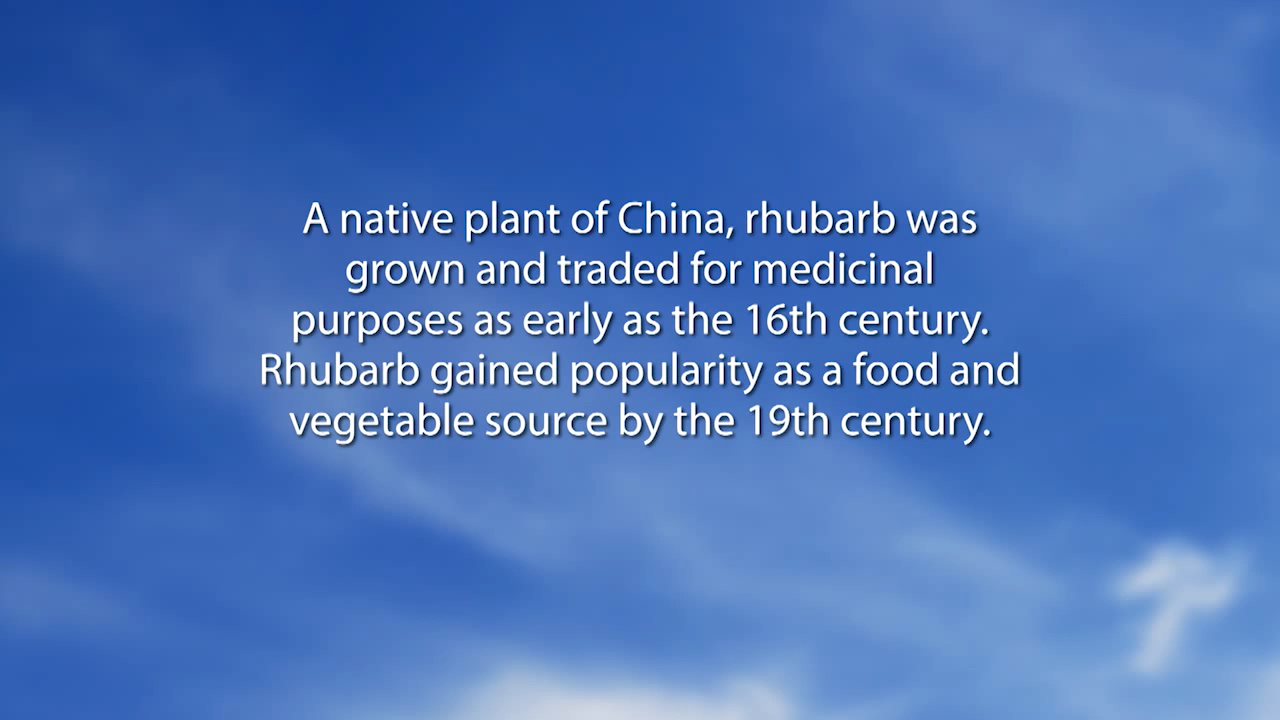 A native plant of China, rhubarb was
grown and traded for medicinal
purposes as early as the 16th century.
Rhubarb gained popularity as a food and
vegetable source by the 19th century.